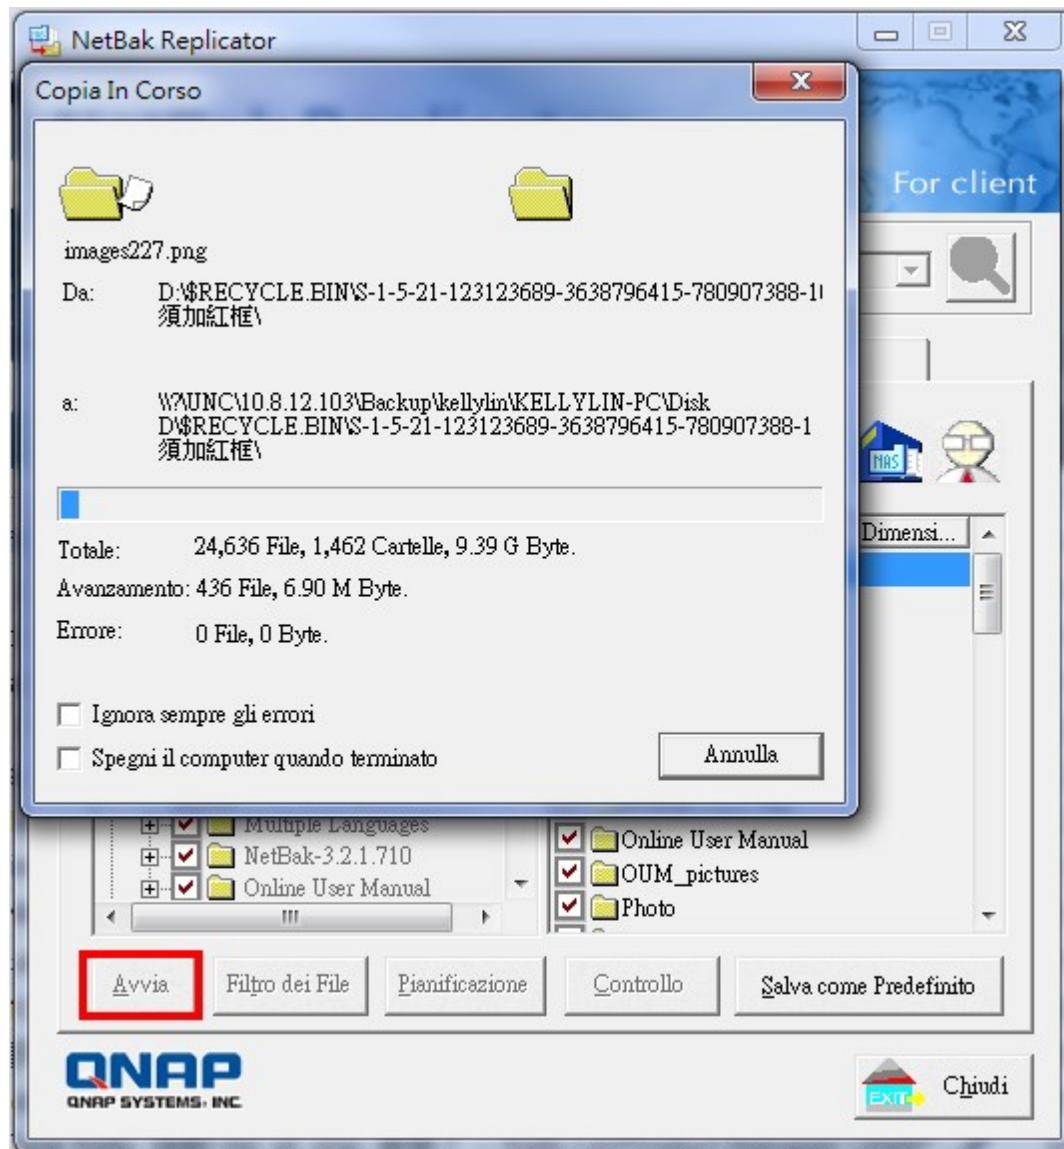 NetBak Replicator
Copia In Corso
For client
images227.png
Da: D:\$RECYCLE.BIN\S-1-5-21-123123689-3638796415-780907388-1
須加紅框\
a: \\?\UNC\10.8.12.103\Backup\kellylin\KELLYLIN-PC\Disk
D\$RECYCLE.BIN\S-1-5-21-123123689-3638796415-780907388-1
須加紅框\
NAS
Dimensi...
Totale: 24,636 File, 1,462 Cartelle, 9.39 G Byte.
Avanzamento: 436 File, 6.90 M Byte.
Errore: 0 File, 0 Byte.
Ignora sempre gli errori
Spegni il computer quando terminato
Annulla
Multiple Languages
NetBak-3.2.1.710
Online User Manual
Online User Manual
OUM_pictures
Photo
Avvia Filtro dei File Pianificazione Controllo Salva come Predefinito
QNAP
QNAP SYSTEMS, INC.
EXIT Chiudi